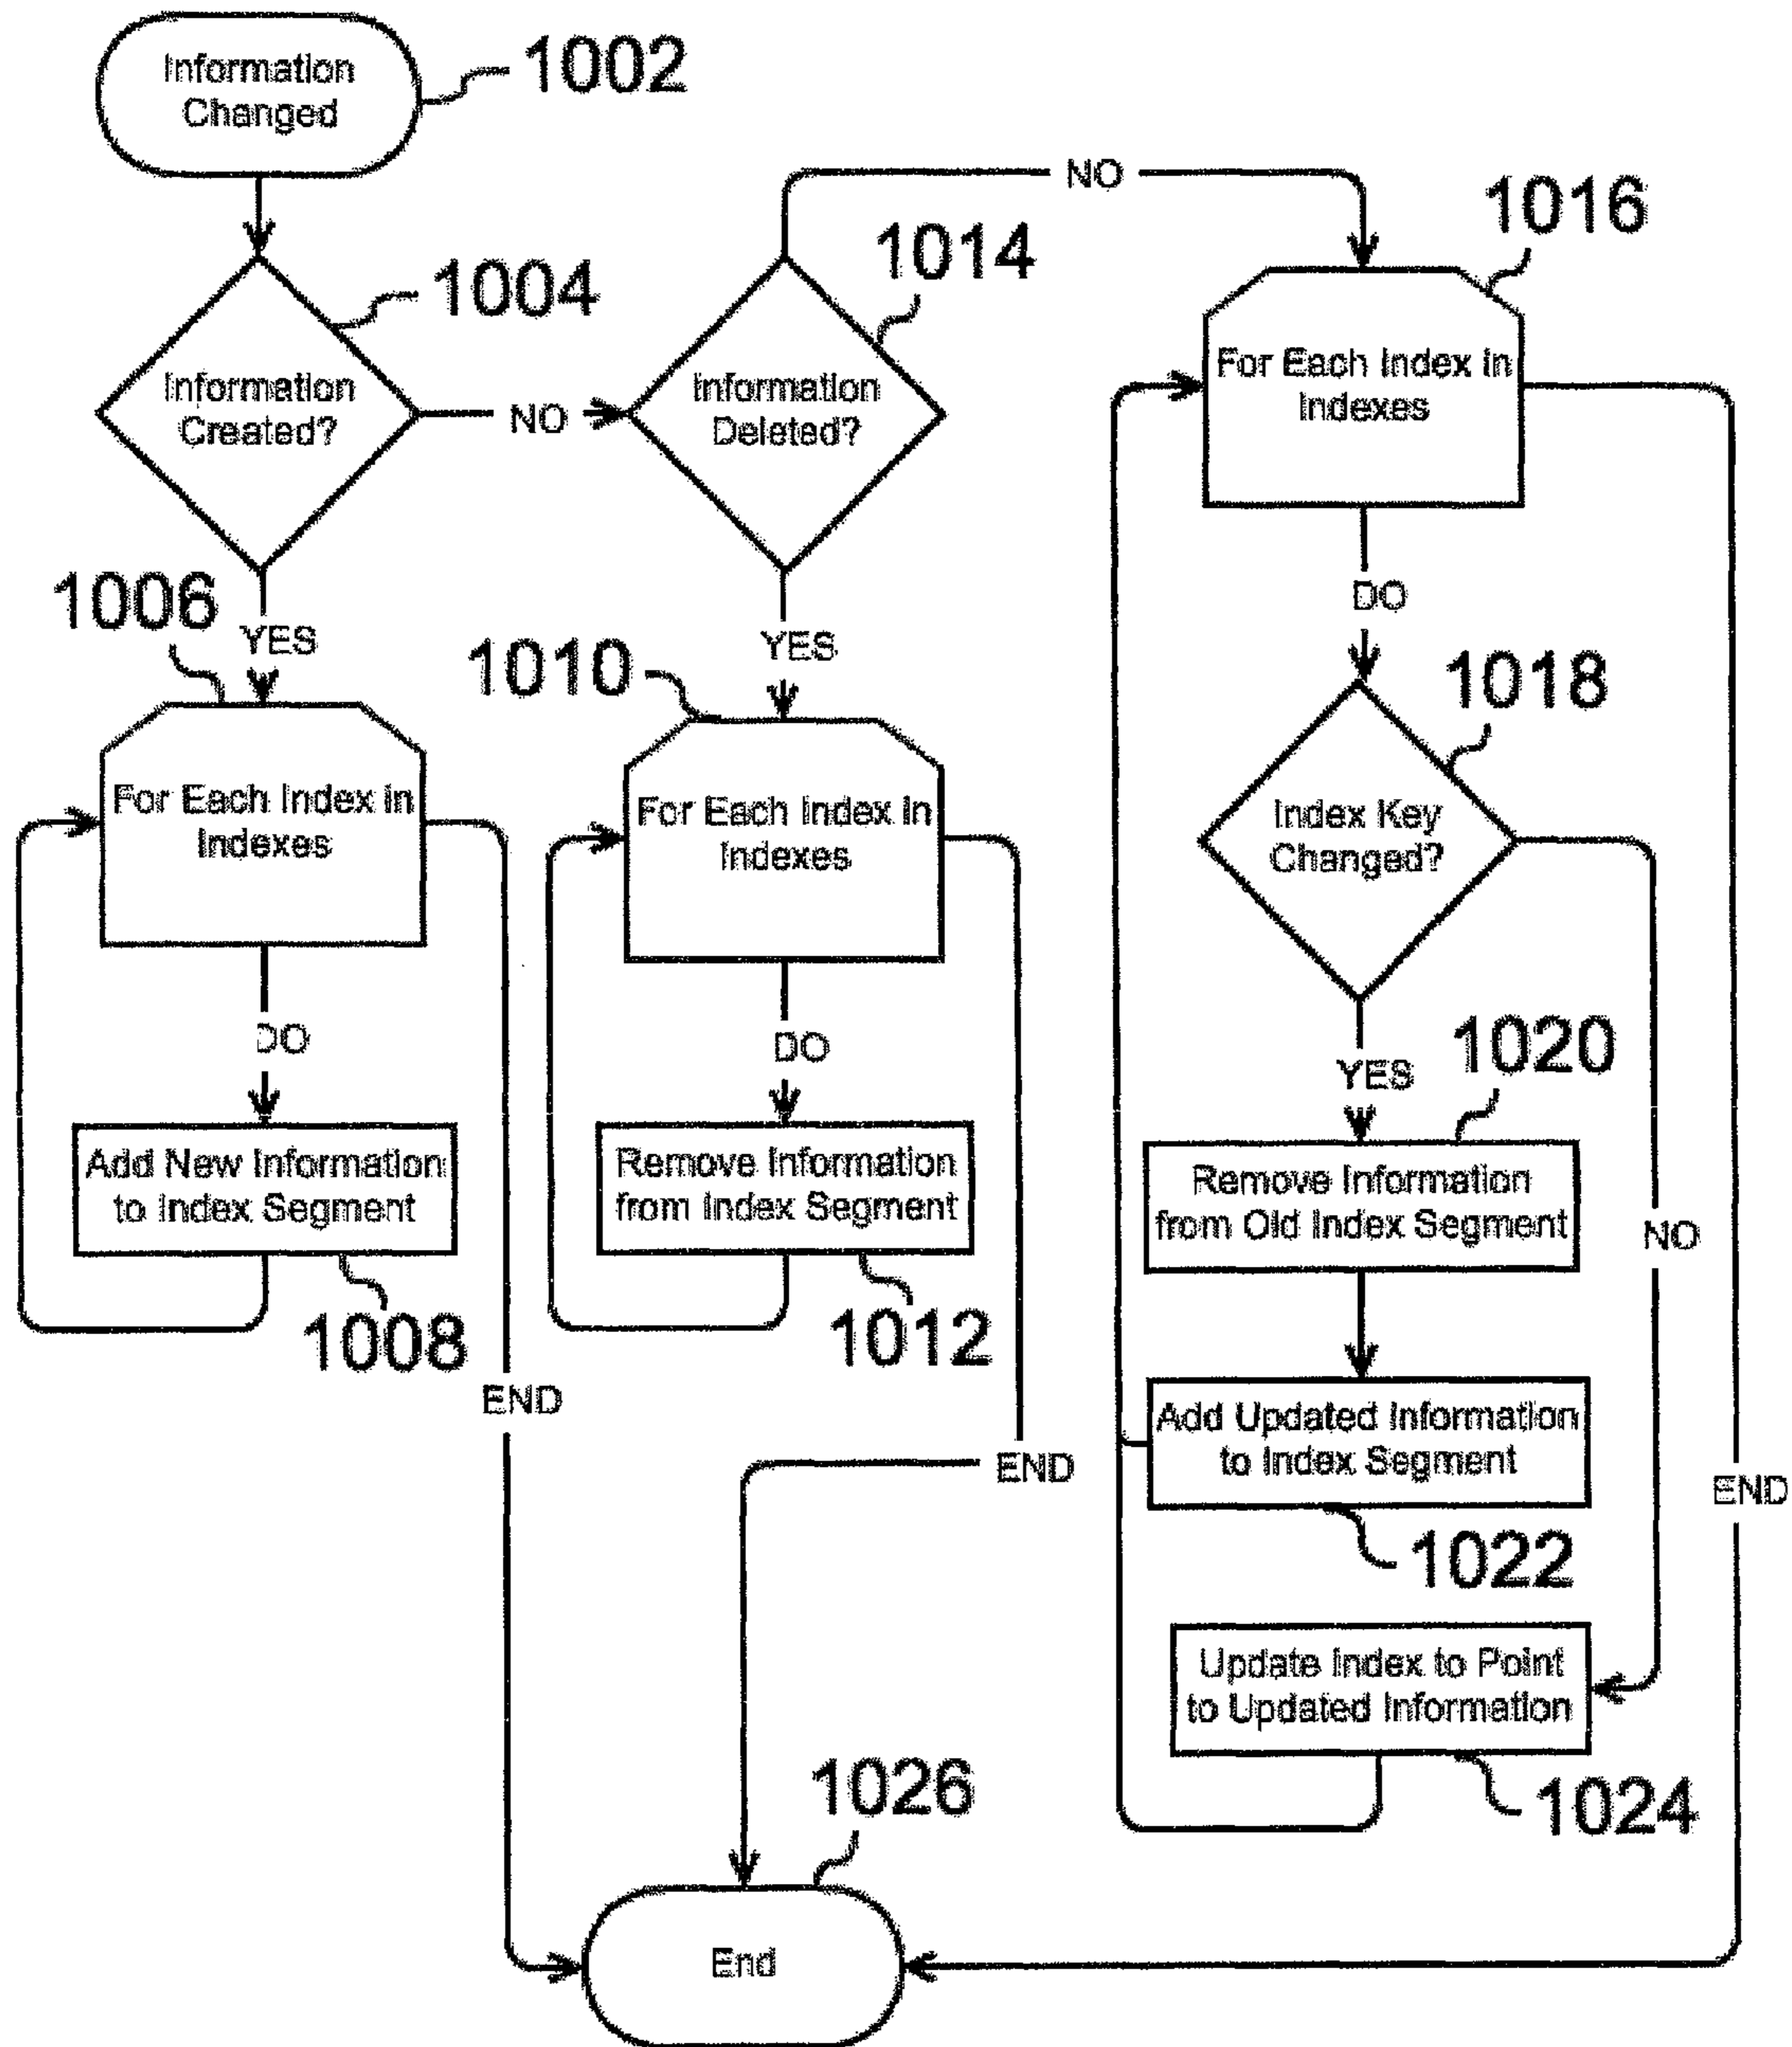 Information
Changed
1002
NO
1016
1014
1004
For Each Index in
Indexes
Information
Created?
NO
Information
Deleted?
DO
1006
YES
YES
1010
1018
For Each Index in
Indexes
For Each Index in
Indexes
Index Key
Changed?
DO
DO
YES
1020
Add New Information
to Index Segment
Remove Information
from Index Segment
Remove Information
from Old Index Segment
NO
1008
1012
END
Add Updated Information
to Index Segment
END
END
1022
Update Index to Point
to Updated Information
1024
1026
End